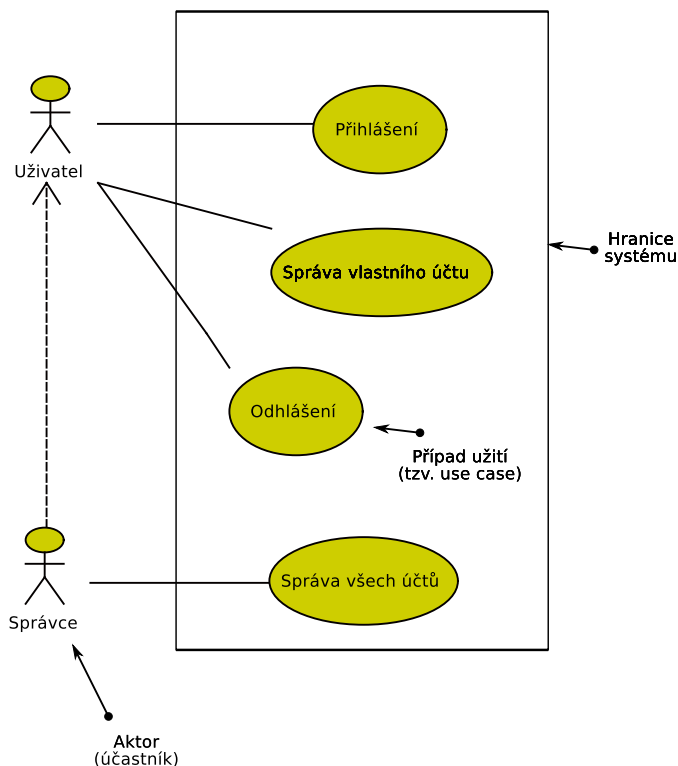 Přihlášení
Uživatel
Hranice
systému
Správa vlastního účtu
Odhlášení
Případ užití
(tzv. use case)
Správa všech účtů
Správce
Aktor
(účastník)